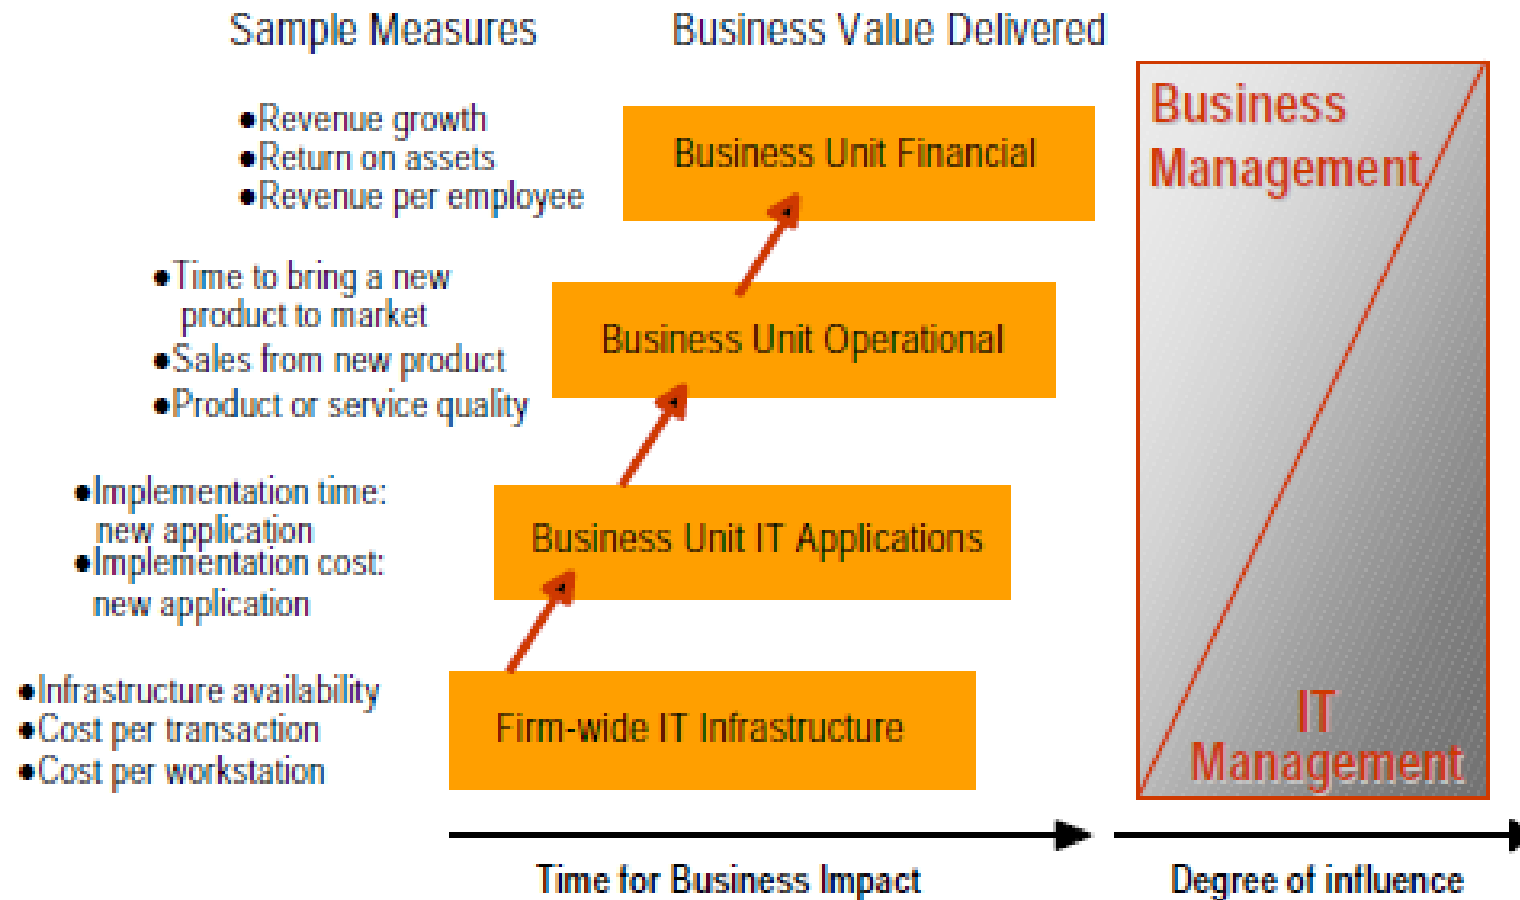 Sample Measures
Business Value Delivered
●Revenue growth
●Return on assets
●Revenue per employee
Business Unit Financial
●Time to bring a new
product to market
●Sales from new product
●Product or service quality
Business Unit Operational
●Implementation time:
new application
●Implementation cost:
new application
Business Unit IT Applications
●Infrastructure availability
●Cost per transaction
●Cost per workstation
Firm-wide IT Infrastructure
Business
Management
IT
Management
Time for Business Impact
Degree of influence